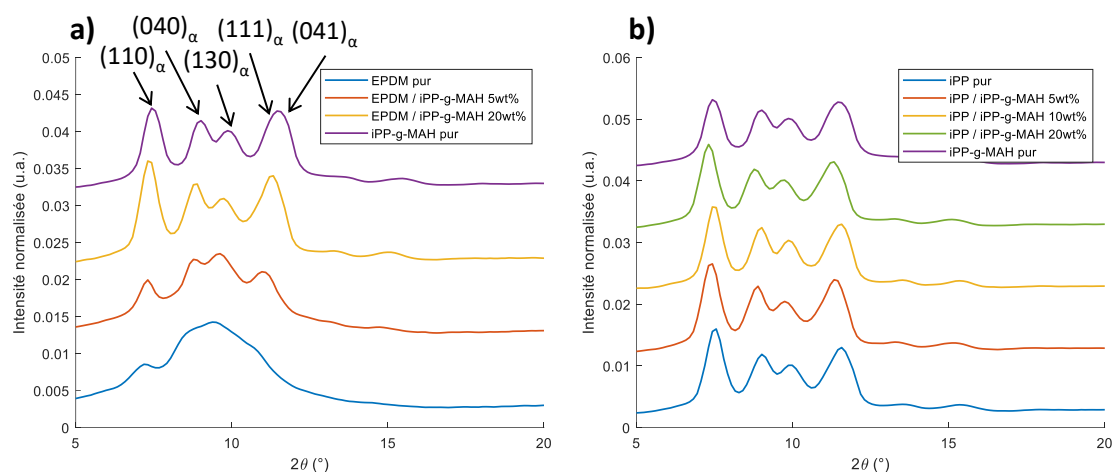 a)
(110)α
(040)α
(130)α
(111)α
(041)α
EPDM pur
EPDM / iPP-g-MAH 5wt%
EPDM / iPP-g-MAH 20wt%
iPP-g-MAH pur
Intensité normalisée (u.a.)
0.05
0.045
0.04
0.035
0.03
0.025
0.02
0.015
0.01
0.005
0
5
10
15
20
2θ (°)
b)
iPP pur
iPP / iPP-g-MAH 5wt%
iPP / iPP-g-MAH 10wt%
iPP / iPP-g-MAH 20wt%
iPP-g-MAH pur
Intensité normalisée (u.a.)
0.06
0.05
0.04
0.03
0.02
0.01
0
5
10
15
20
2θ (°)